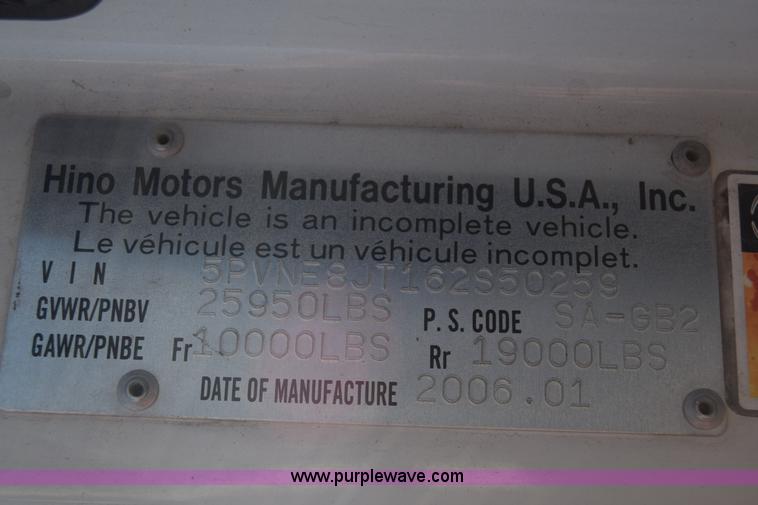 Hino Motors Manufacturing U.S.A., Inc.
The vehicle is an incomplete vehicle.
Le véhicule est un véhicule incomplet.
VIN 5PVNE8JT162S50259
GVWR/PNBV 25950LBS P.S. CODE SA-GB2
GAWR/PNBE Fr 10000LBS Rr 19000LBS
DATE OF MANUFACTURE 2006.01
www.purplewave.com